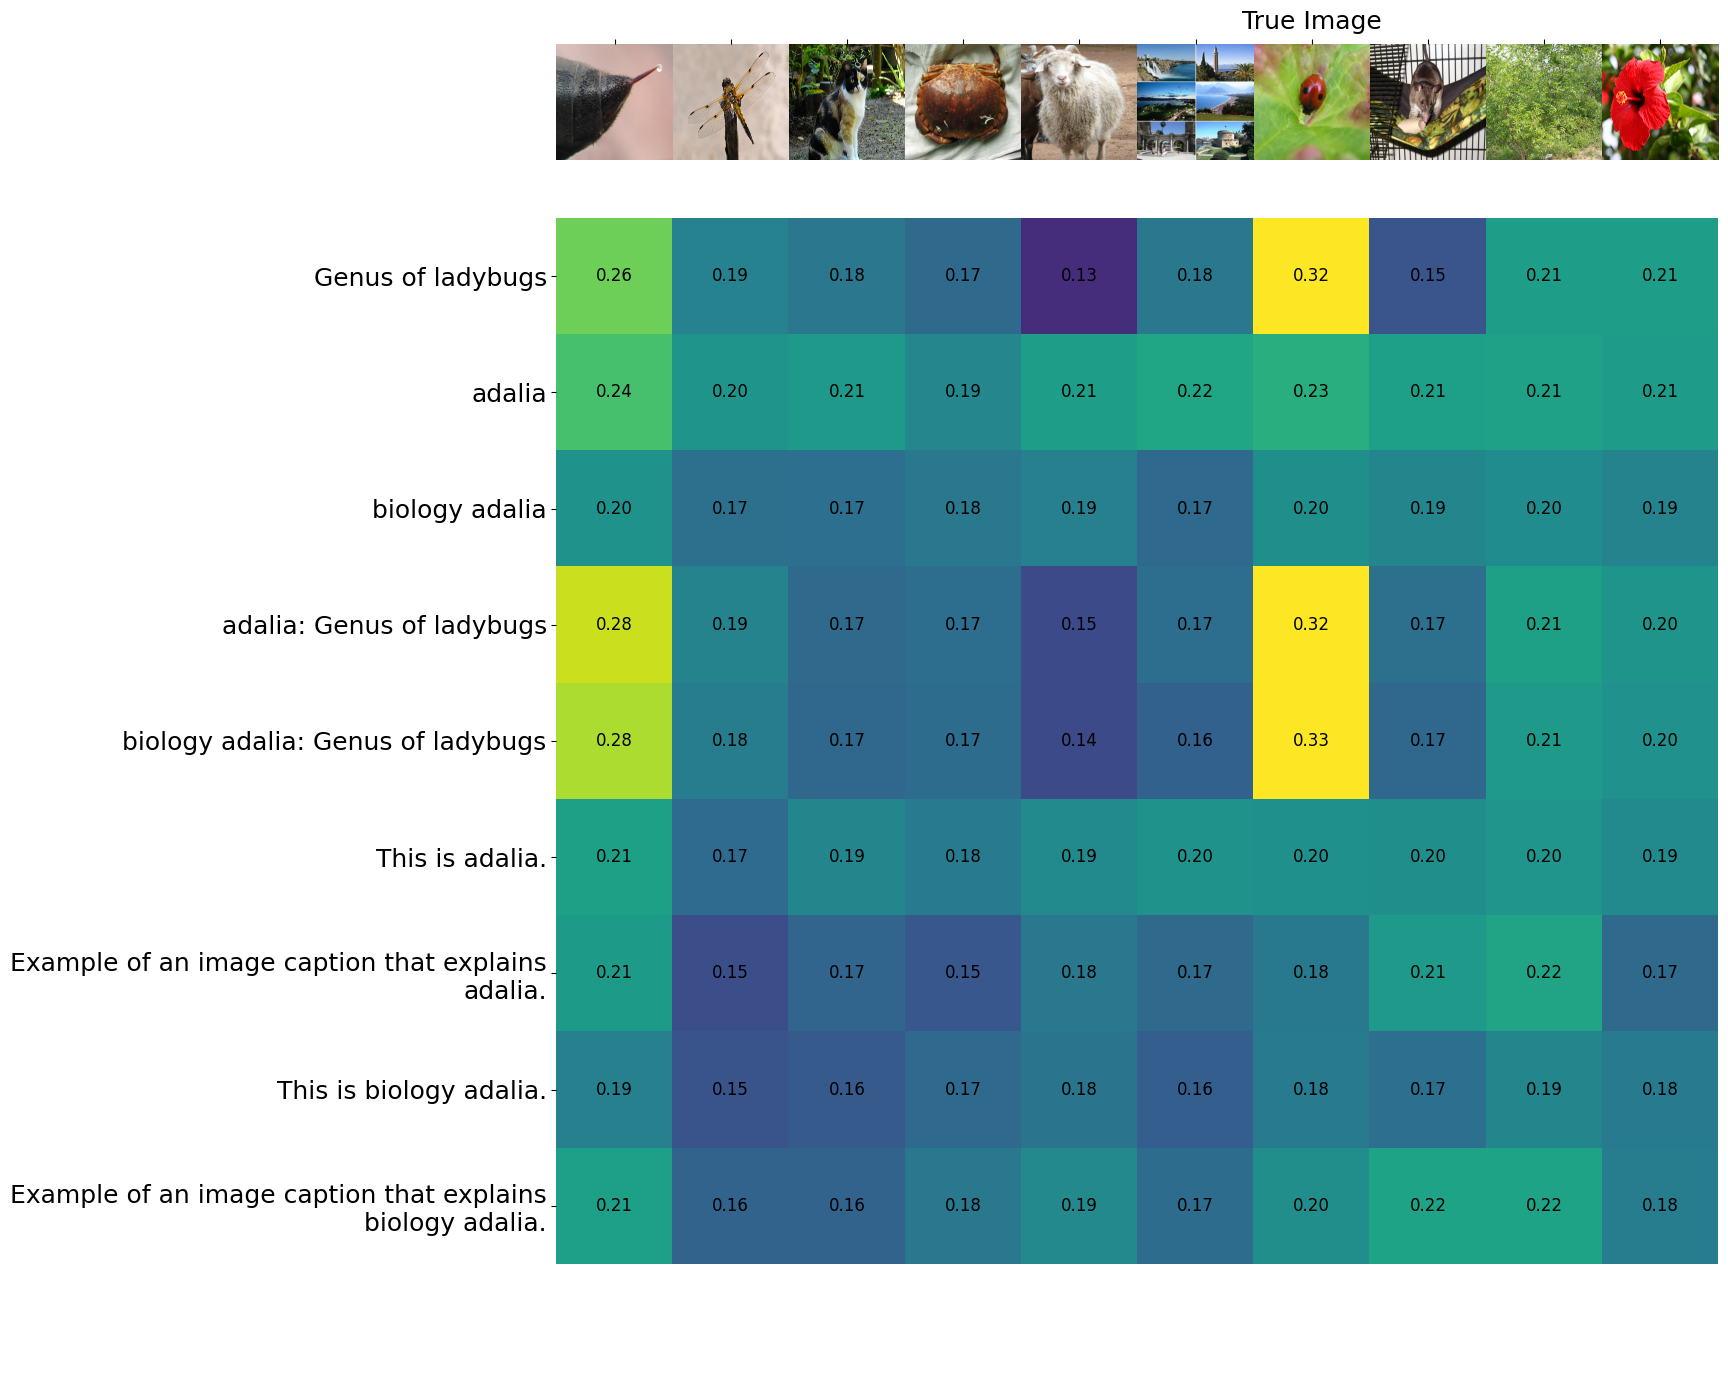 True Image
Genus of ladybugs
0.26 0.19 0.18 0.17 0.13 0.18 0.32 0.15 0.21 0.21
adalia
0.24 0.20 0.21 0.19 0.21 0.22 0.23 0.21 0.21 0.21
biology adalia
0.20 0.17 0.17 0.18 0.19 0.17 0.20 0.19 0.20 0.19
adalia: Genus of ladybugs
0.28 0.19 0.17 0.17 0.15 0.17 0.32 0.17 0.21 0.20
biology adalia: Genus of ladybugs
0.28 0.18 0.17 0.17 0.14 0.16 0.33 0.17 0.21 0.20
This is adalia.
0.21 0.17 0.19 0.18 0.19 0.20 0.20 0.20 0.20 0.19
Example of an image caption that explains
adalia.
0.21 0.15 0.17 0.15 0.18 0.17 0.18 0.21 0.22 0.17
This is biology adalia.
0.19 0.15 0.16 0.17 0.18 0.16 0.18 0.17 0.19 0.18
Example of an image caption that explains
biology adalia.
0.21 0.16 0.16 0.18 0.19 0.17 0.20 0.22 0.22 0.18